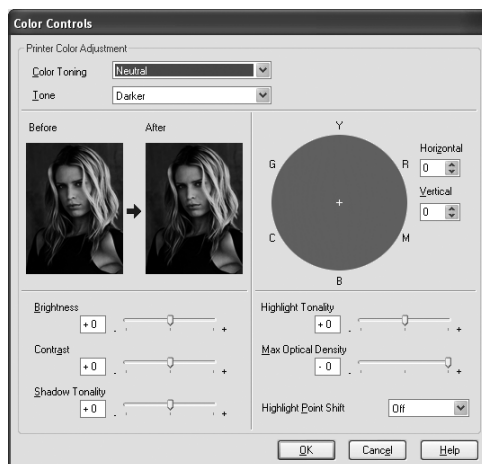 Color Controls
Printer Color Adjustment
Color Toning Neutral
Tone Darker
Before After
Y
G R
C M
B
Horizontal
0
Vertical
0
Brightness
+ 0 - +
Contrast
+ 0 - +
Shadow Tonality
+ 0 - +
Highlight Tonality
+ 0 - +
Max Optical Density
- 0 - +
Highlight Point Shift Off
OK Cancel Help